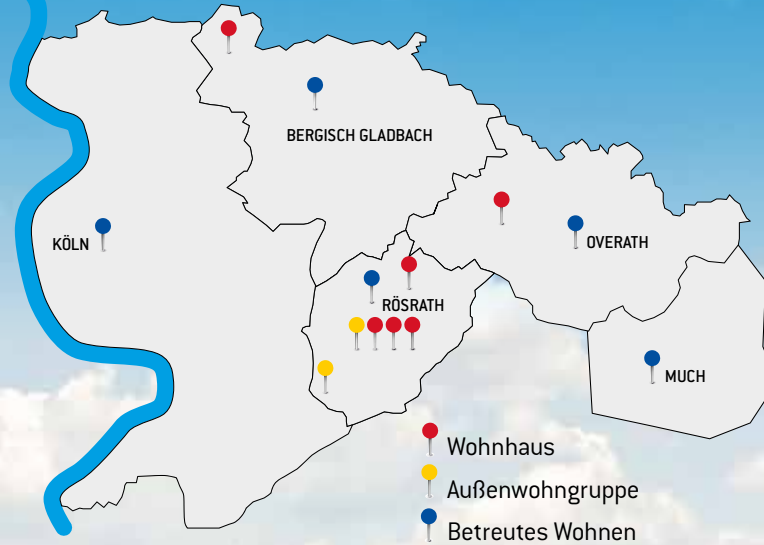 BERGISCH GLADBACH
KÖLN
OVERATH
RÖSRATH
MUCH
Wohnhaus
Außenwohngruppe
Betreutes Wohnen